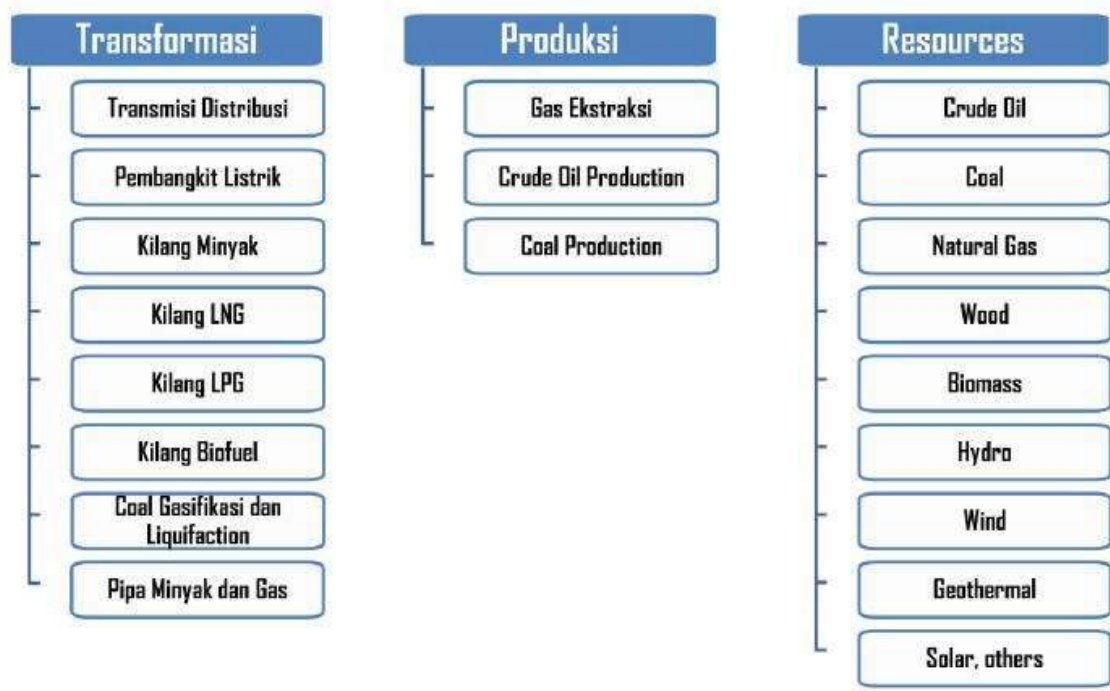 Transformasi
Transmisi Distribusi
Pembangkit Listrik
Kilang Minyak
Kilang LNG
Kilang LPG
Kilang Biofuel
Coal Gasifikasi dan
Liquifaction
Pipa Minyak dan Gas
Produksi
Gas Ekstraksi
Crude Oil Production
Coal Production
Resources
Crude Oil
Coal
Natural Gas
Wood
Biomass
Hydro
Wind
Geothermal
Solar, others